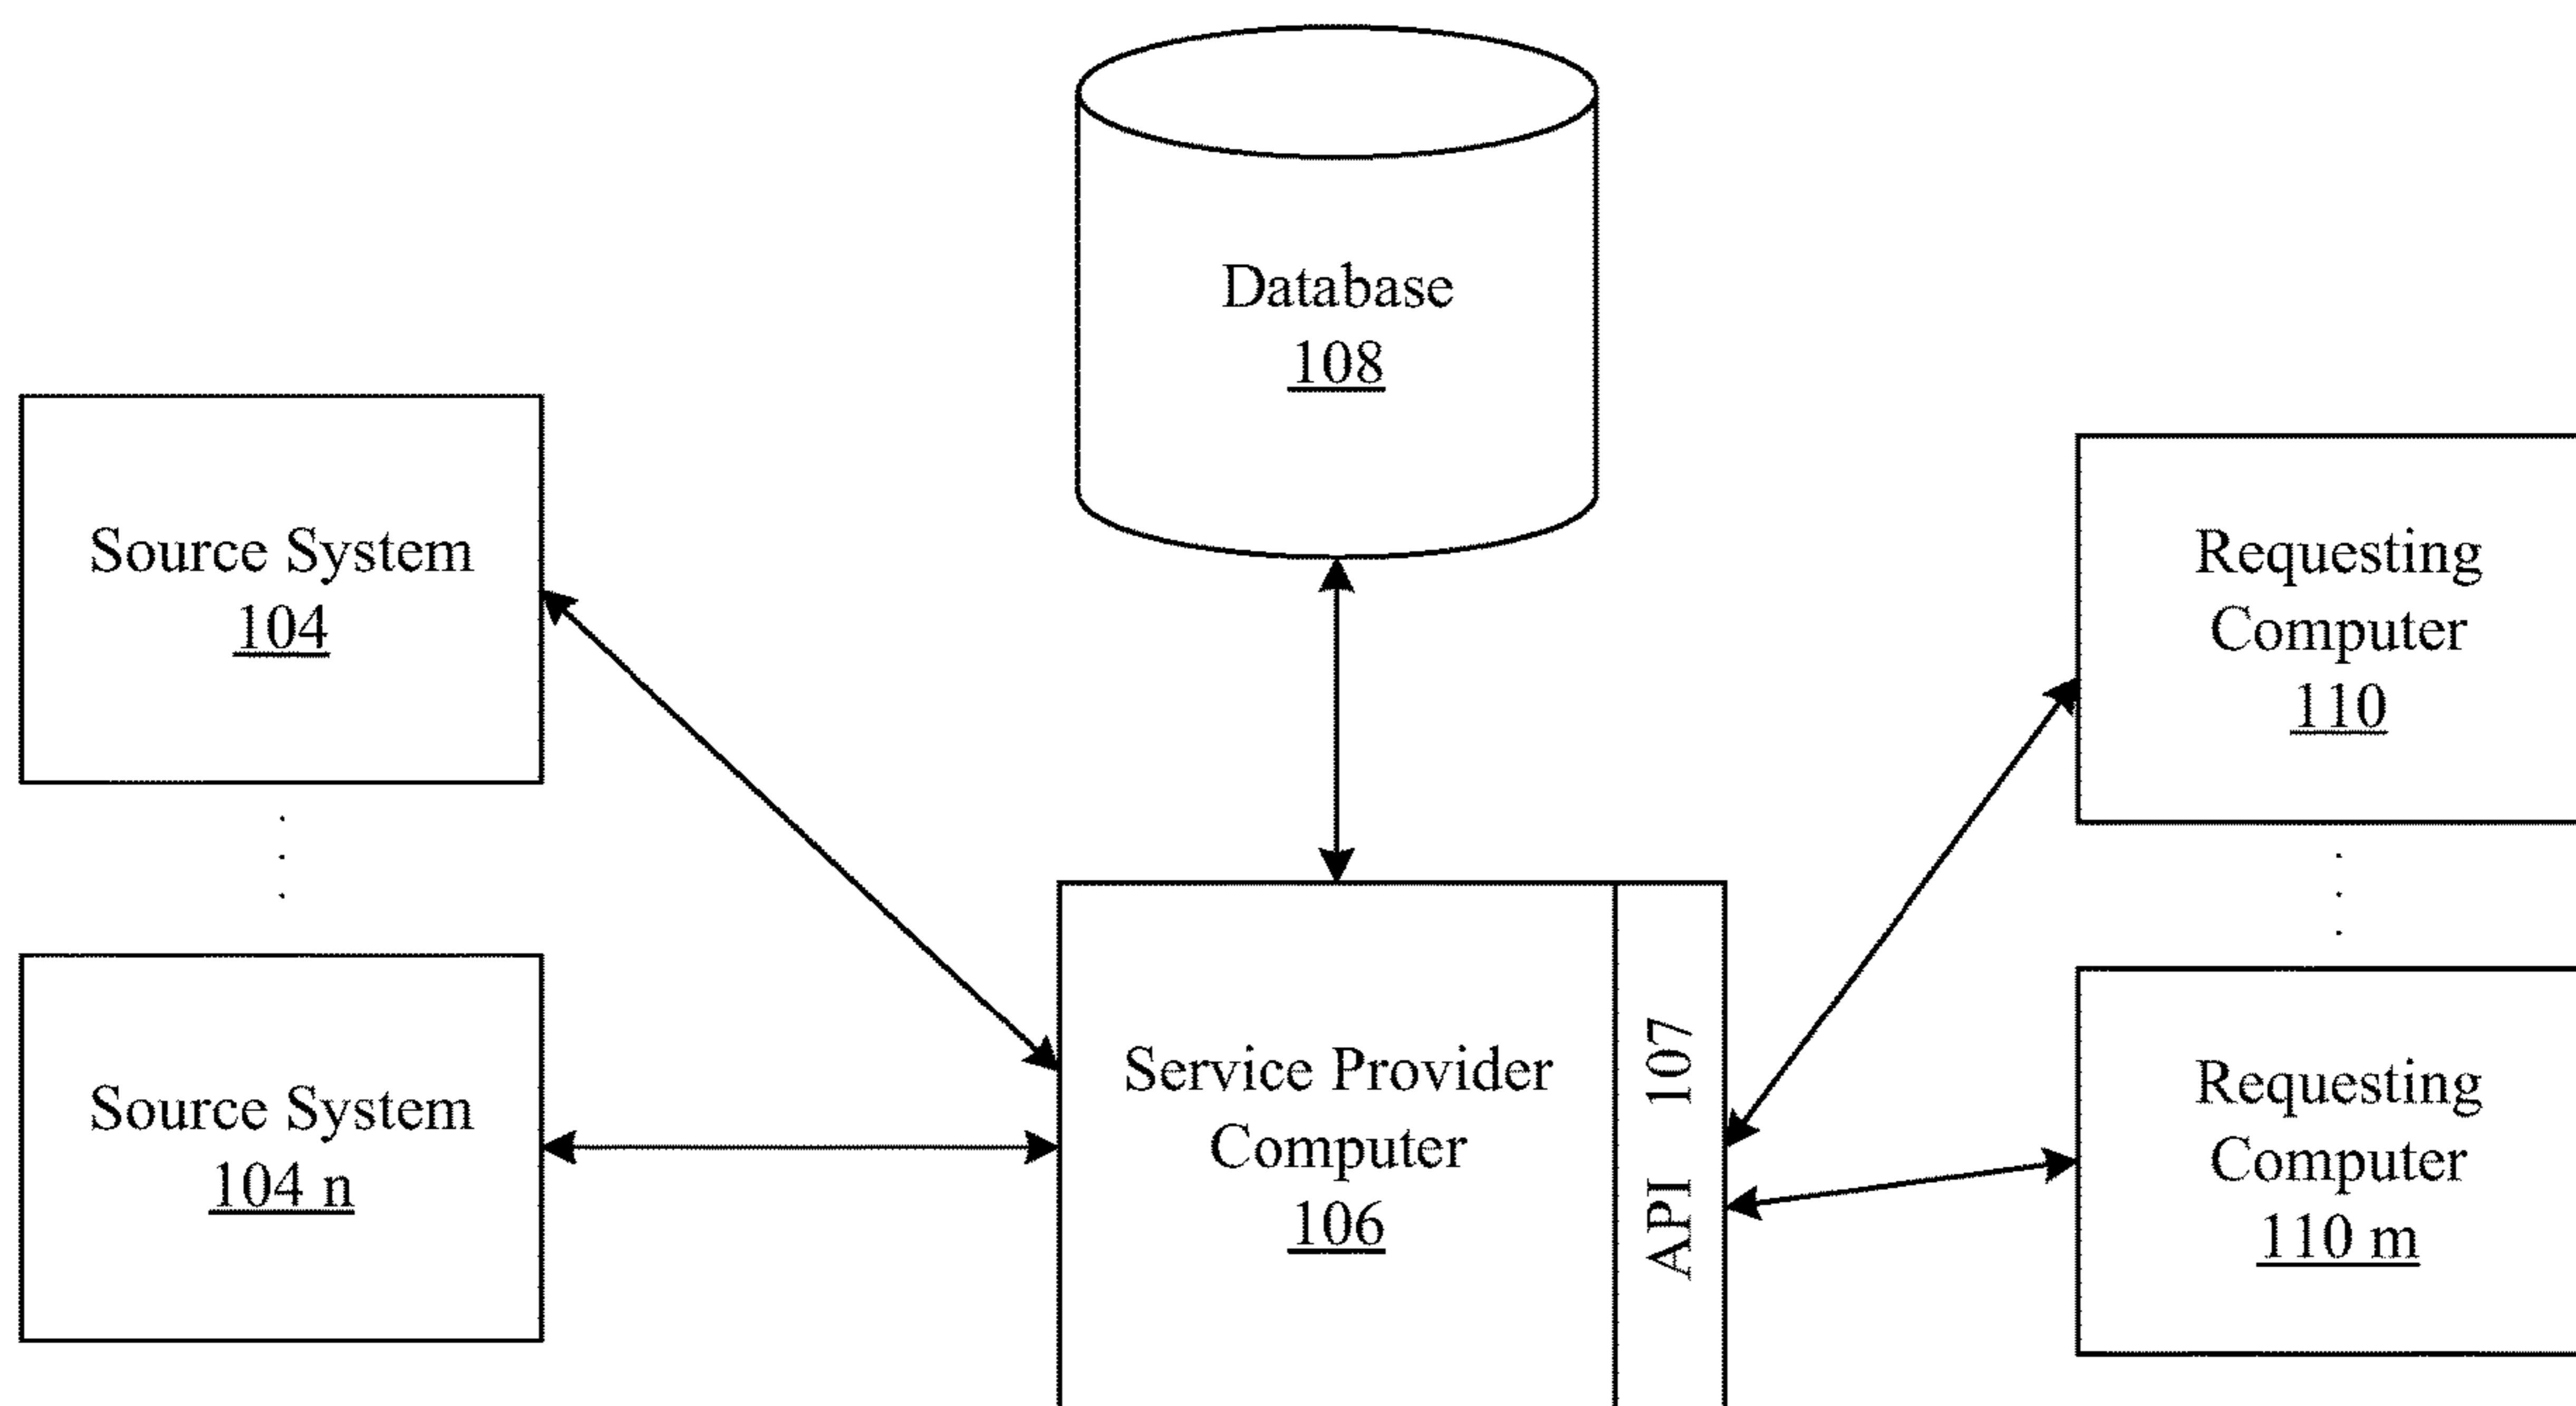 Database
108
Source System
104
Requesting
Computer
110
Source System
104 n
Service Provider
Computer
106
API 107
Requesting
Computer
110 m